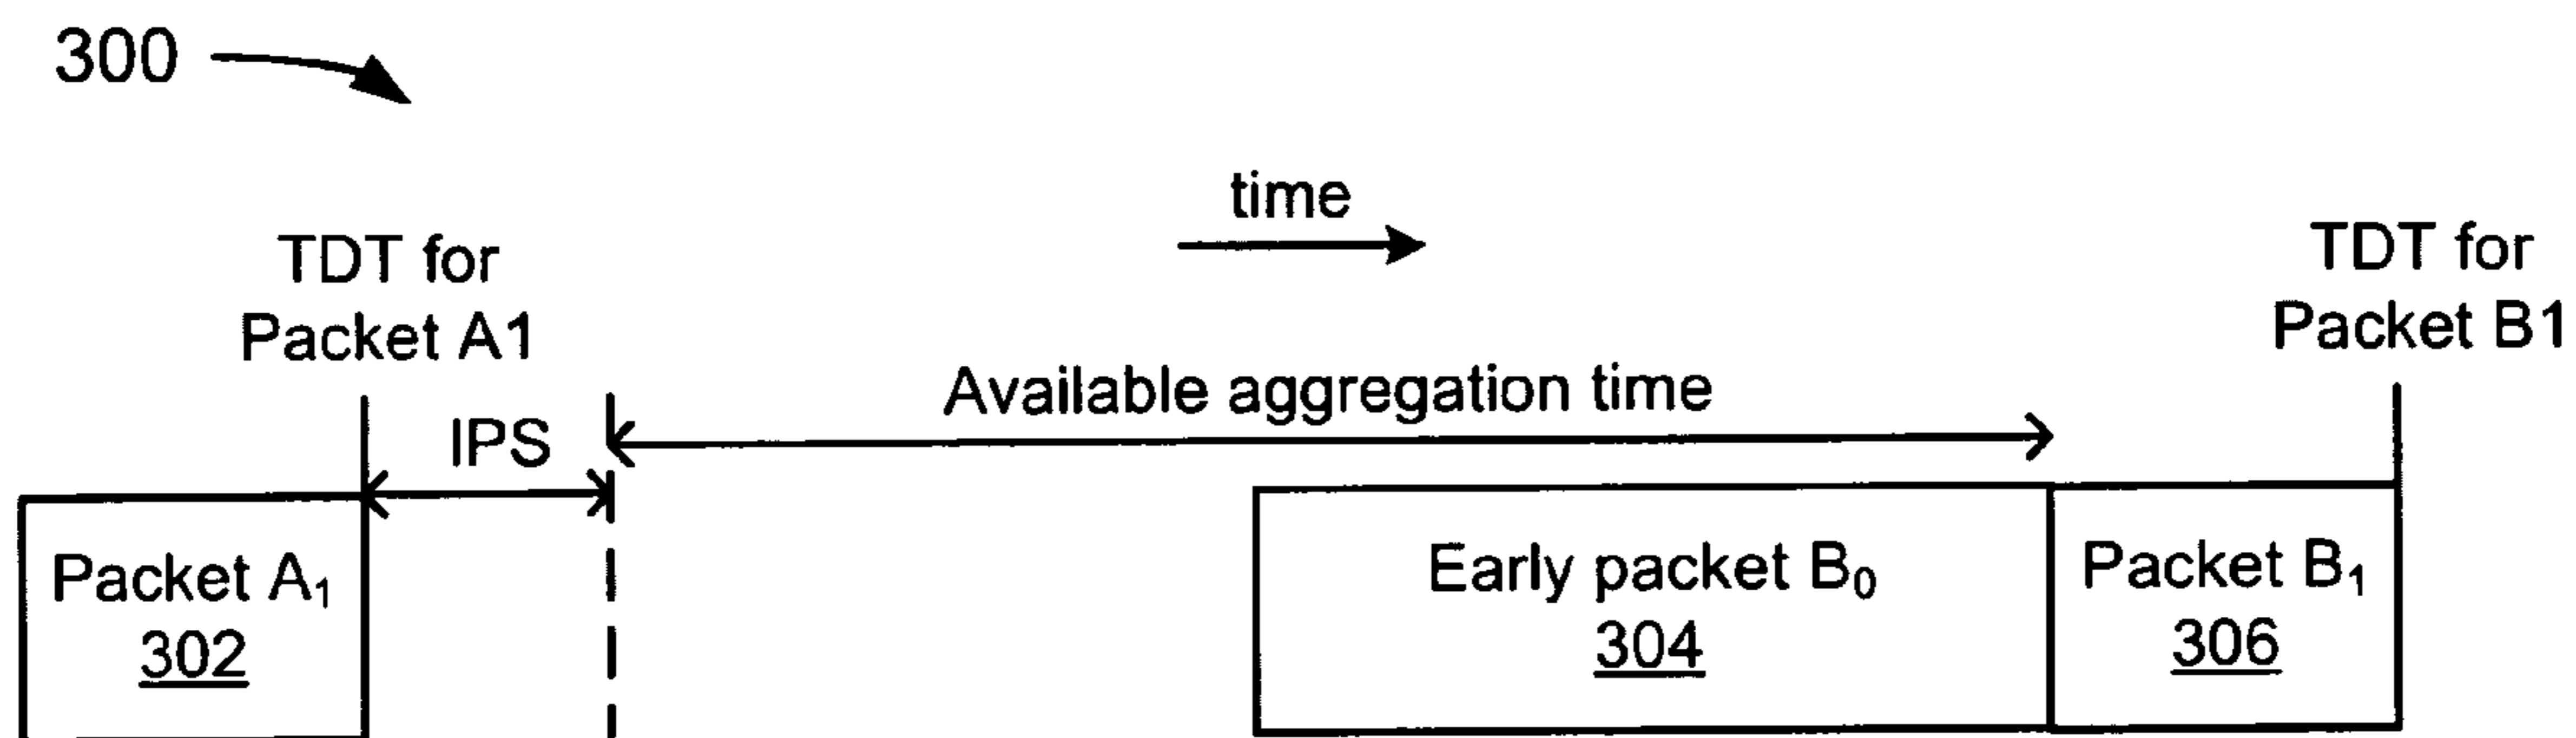 300
time
TDT for
Packet A1
TDT for
Packet B1
Available aggregation time
IPS
Packet A₁
302
Early packet B₀
304
Packet B₁
306